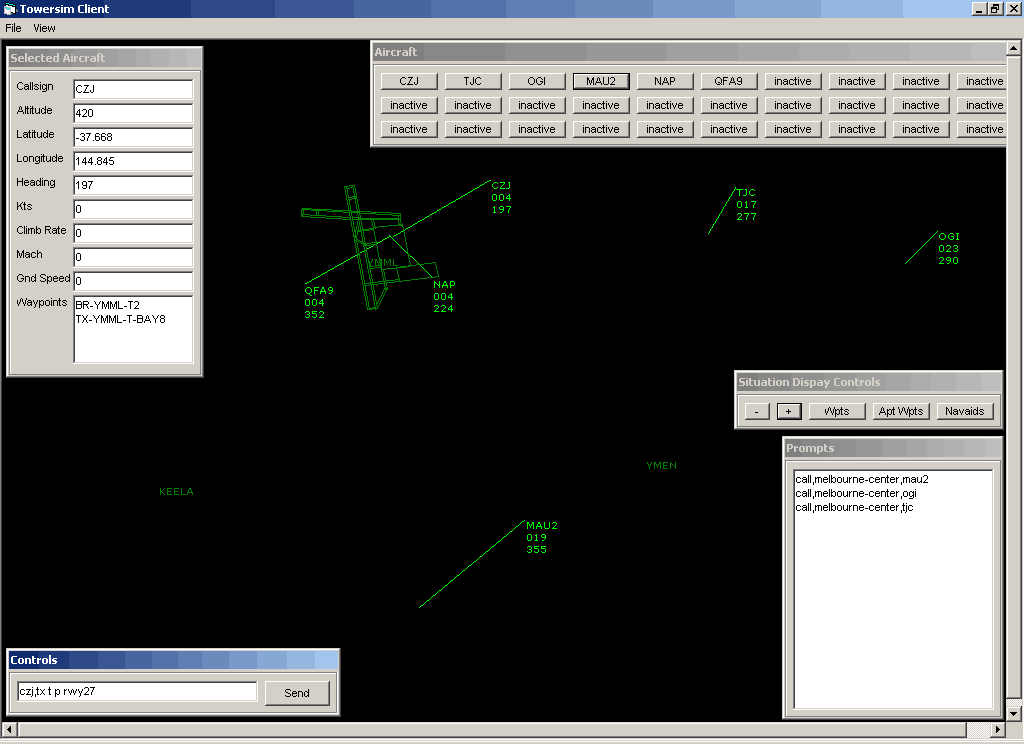 Towersim Client
File View
Selected Aircraft
Callsign CZJ
Altitude 420
Latitude -37.668
Longitude 144.845
Heading 197
Kts 0
Climb Rate 0
Mach 0
Gnd Speed 0
Waypoints BR-YMML-T2
TX-YMML-T-BAY8
Aircraft
CZJ TJC OGI MAU2 NAP QFA9 inactive inactive inactive inactive
inactive inactive inactive inactive inactive inactive inactive inactive inactive inactive
inactive inactive inactive inactive inactive inactive inactive inactive inactive inactive
CZJ
004
197
TJC
017
277
OGI
023
290
YMML
QFA9
004
352
NAP
004
224
Situation Dispay Controls
- + Wpts Apt Wpts Navaids
Prompts
call,melbourne-center,mau2
call,melbourne-center,ogi
call,melbourne-center,tjc
YMEN
KEELA
MAU2
019
355
Controls
czj,tx t p rwy27 Send